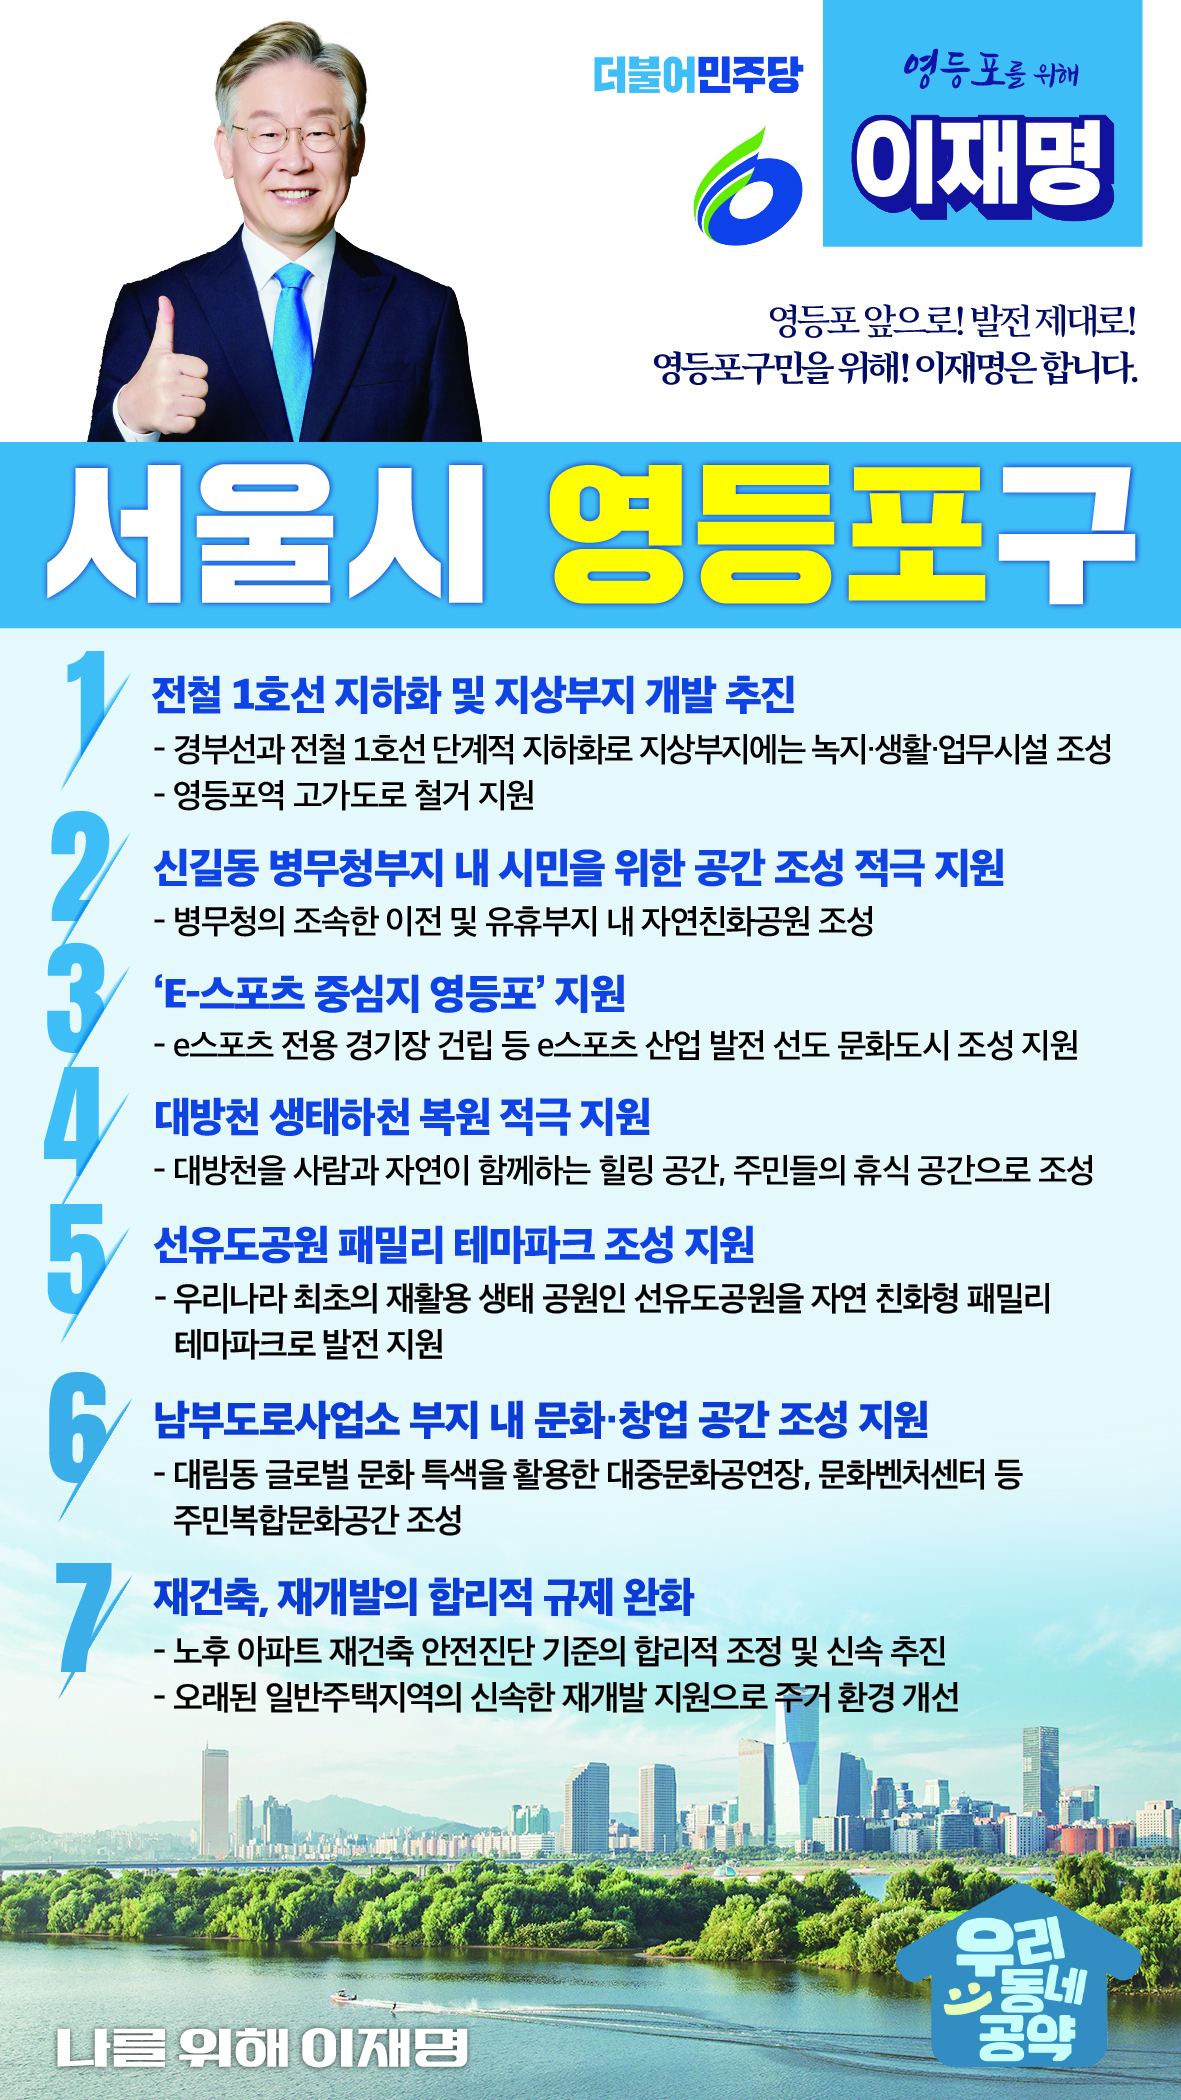 더불어민주당
영등포를 위해
이재명
영등포 앞으로! 발전 제대로!
영등포구민을 위해! 이재명은 합니다.
서울시 영등포구
1
전철 1호선 지하화 및 지상부지 개발 추진
- 경부선과 전철 1호선 단계적 지하화로 지상부지에는 녹지·생활·업무시설 조성
- 영등포역 고가도로 철거 지원
2
신길동 병무청부지 내 시민을 위한 공간 조성 적극 지원
- 병무청의 조속한 이전 및 유휴부지 내 자연친화공원 조성
3
‘E-스포츠 중심지 영등포’ 지원
- e스포츠 전용 경기장 건립 등 e스포츠 산업 발전 선도 문화도시 조성 지원
4
대방천 생태하천 복원 적극 지원
- 대방천을 사람과 자연이 함께하는 힐링 공간, 주민들의 휴식 공간으로 조성
5
선유도공원 패밀리 테마파크 조성 지원
- 우리나라 최초의 재활용 생태 공원인 선유도공원을 자연 친화형 패밀리
테마파크로 발전 지원
6
남부도로사업소 부지 내 문화·창업 공간 조성 지원
- 대림동 글로벌 문화 특색을 활용한 대중문화공연장, 문화벤처센터 등
주민복합문화공간 조성
7
재건축, 재개발의 합리적 규제 완화
- 노후 아파트 재건축 안전진단 기준의 합리적 조정 및 신속 추진
- 오래된 일반주택지역의 신속한 재개발 지원으로 주거 환경 개선
우리
동네
공약
나를 위해 이재명